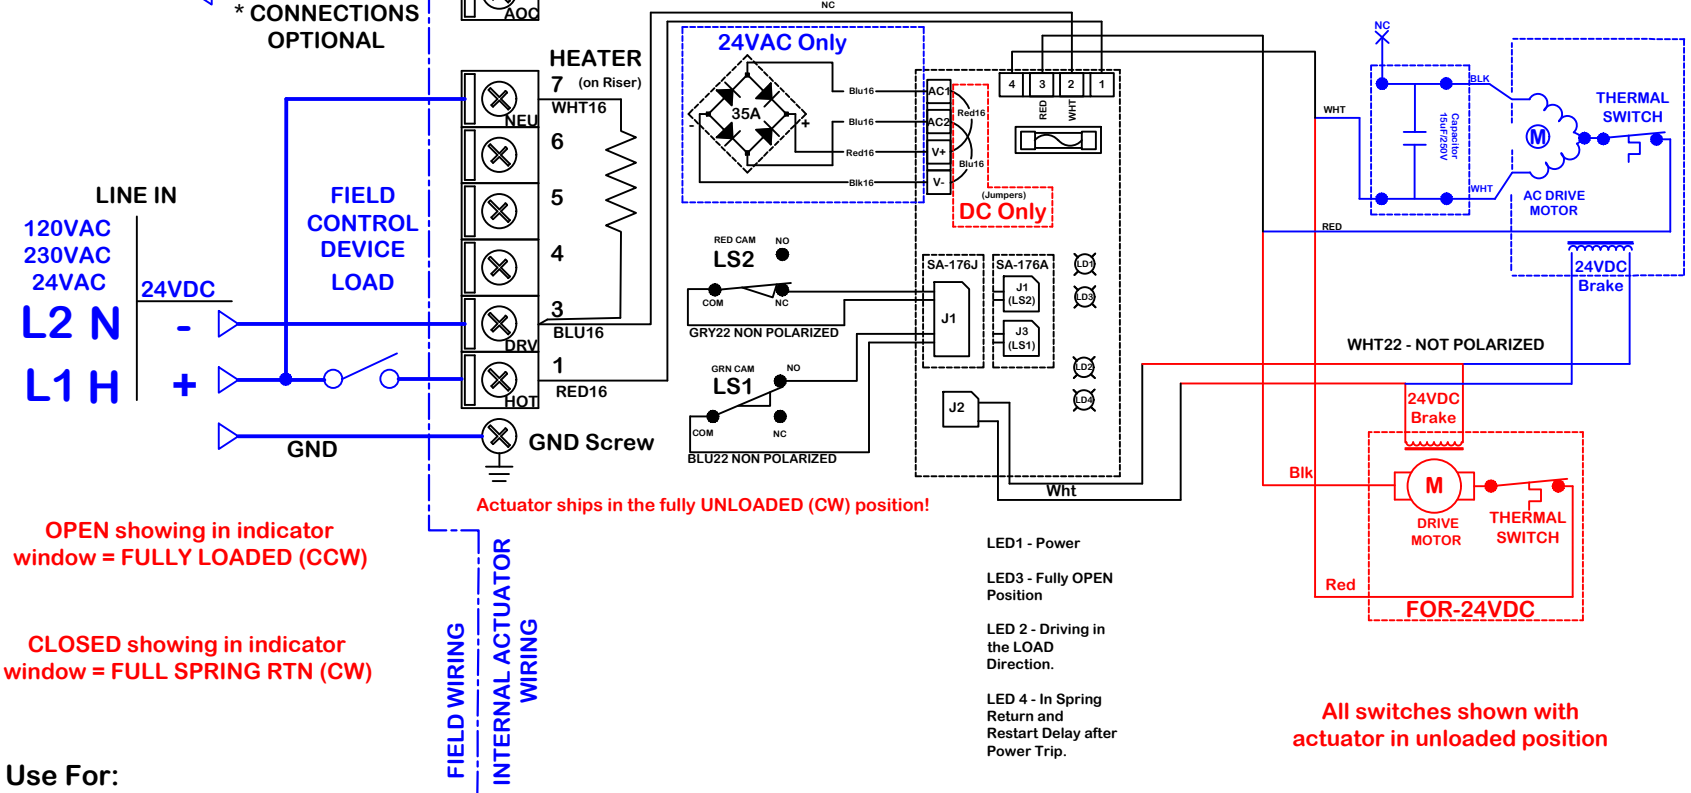 * CONNECTIONS
OPTIONAL
AOC
NC
HEATER
(on Riser)
7
WHT16
NEU
6
5
4
3
BLU16
DRV
1
RED16
HOT
GND Screw
LINE IN
120VAC
230VAC
24VAC
24VDC
L2 N
-
L1 H
+
GND
FIELD
CONTROL
DEVICE
LOAD
24VAC Only
35A
-
+
Blu16
Blu16
Red16
Blk16
AC1
AC2
V+
V-
Red16
Blu16
(Jumpers)
DC Only
4
3
2
1
RED
WHT
RED CAM
NO
LS2
COM
NC
GRY22 NON POLARIZED
GRN CAM
NO
LS1
COM
NC
BLU22 NON POLARIZED
SA-176J
J1
SA-176A
J1
(LS2)
J3
(LS1)
J2
LD1
LD3
LD2
LD4
Wht
NC
BLK
WHT
Capacitor
15uF/250V
WHT
RED
M
THERMAL
SWITCH
AC DRIVE
MOTOR
24VDC
Brake
WHT22 - NOT POLARIZED
24VDC
Brake
Blk
M
DRIVE
MOTOR
THERMAL
SWITCH
Red
FOR-24VDC
Actuator ships in the fully UNLOADED (CW) position!
OPEN showing in indicator
window = FULLY LOADED (CCW)
CLOSED showing in indicator
window = FULL SPRING RTN (CW)
FIELD WIRING
INTERNAL ACTUATOR
WIRING
LED1 - Power
LED3 - Fully OPEN
Position
LED 2 - Driving in
the LOAD
Direction.
LED 4 - In Spring
Return and
Restart Delay after
Power Trip.
All switches shown with
actuator in unloaded position
Use For: